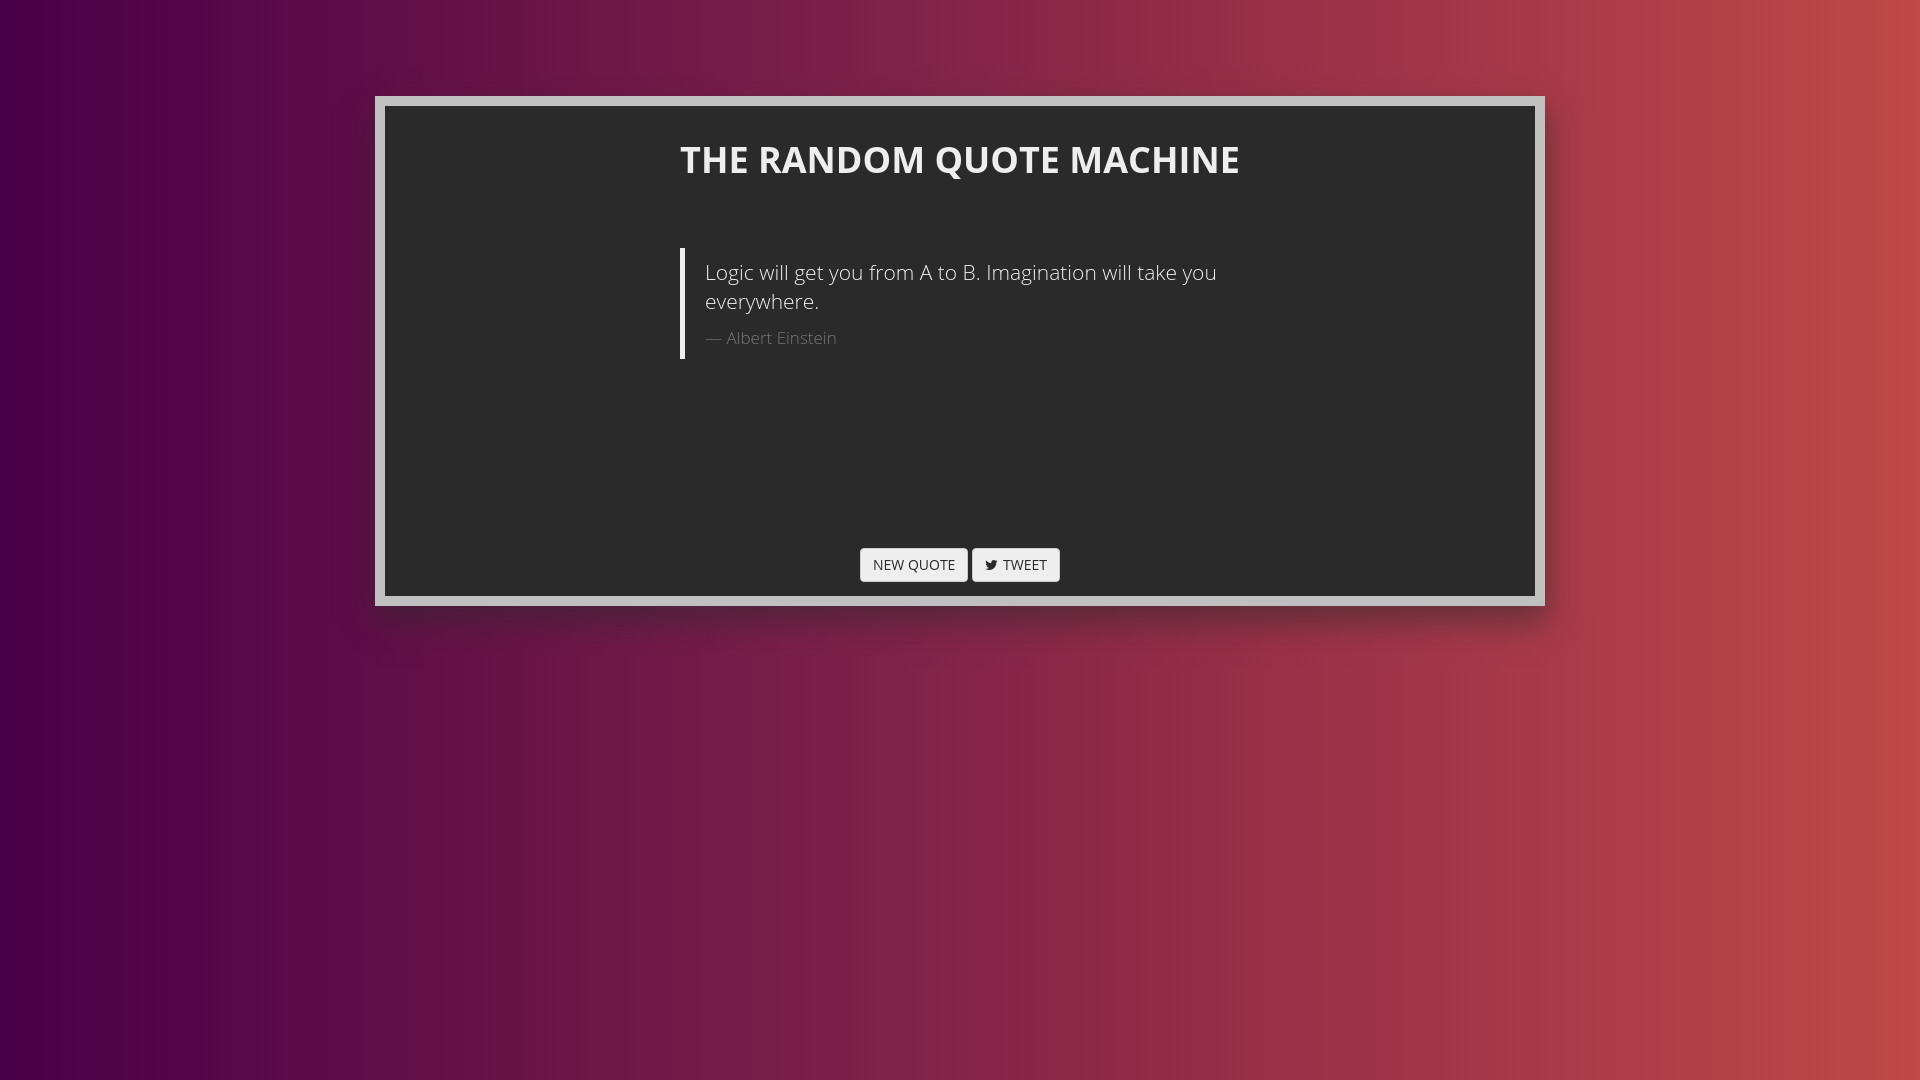 THE RANDOM QUOTE MACHINE
Logic will get you from A to B. Imagination will take you
everywhere.
— Albert Einstein
NEW QUOTE
TWEET